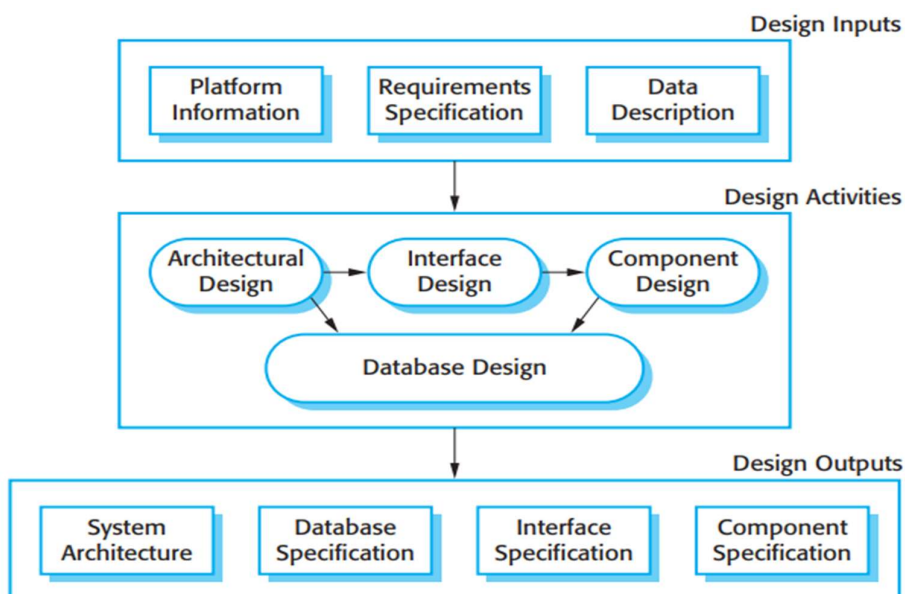 Design Inputs
Platform
Information
Requirements
Specification
Data
Description
Design Activities
Architectural
Design
Interface
Design
Component
Design
Database Design
Design Outputs
System
Architecture
Database
Specification
Interface
Specification
Component
Specification